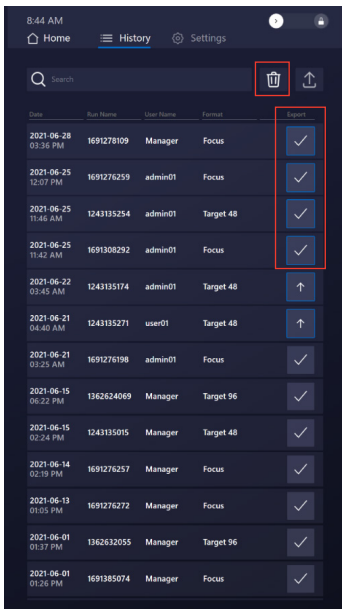 8:44 AM
Home History Settings
Search
Date Run Name User Name Format Export
2021-06-28
03:36 PM 1691278109 Manager Focus
2021-06-25
12:07 PM 1691276259 admin01 Focus
2021-06-25
11:46 AM 1243135254 admin01 Target 48
2021-06-25
11:42 AM 1691308292 admin01 Focus
2021-06-22
03:45 AM 1243135174 admin01 Target 48
2021-06-21
04:40 AM 1243135271 user01 Target 48
2021-06-21
03:25 AM 1691276198 admin01 Focus
2021-06-15
06:22 PM 1362624069 Manager Target 96
2021-06-15
02:24 PM 1243135015 Manager Target 48
2021-06-14
02:19 PM 1691276257 Manager Focus
2021-06-13
01:05 PM 1691276272 Manager Focus
2021-06-01
01:37 PM 1362632055 Manager Target 96
2021-06-01
01:26 PM 1691385074 Manager Focus